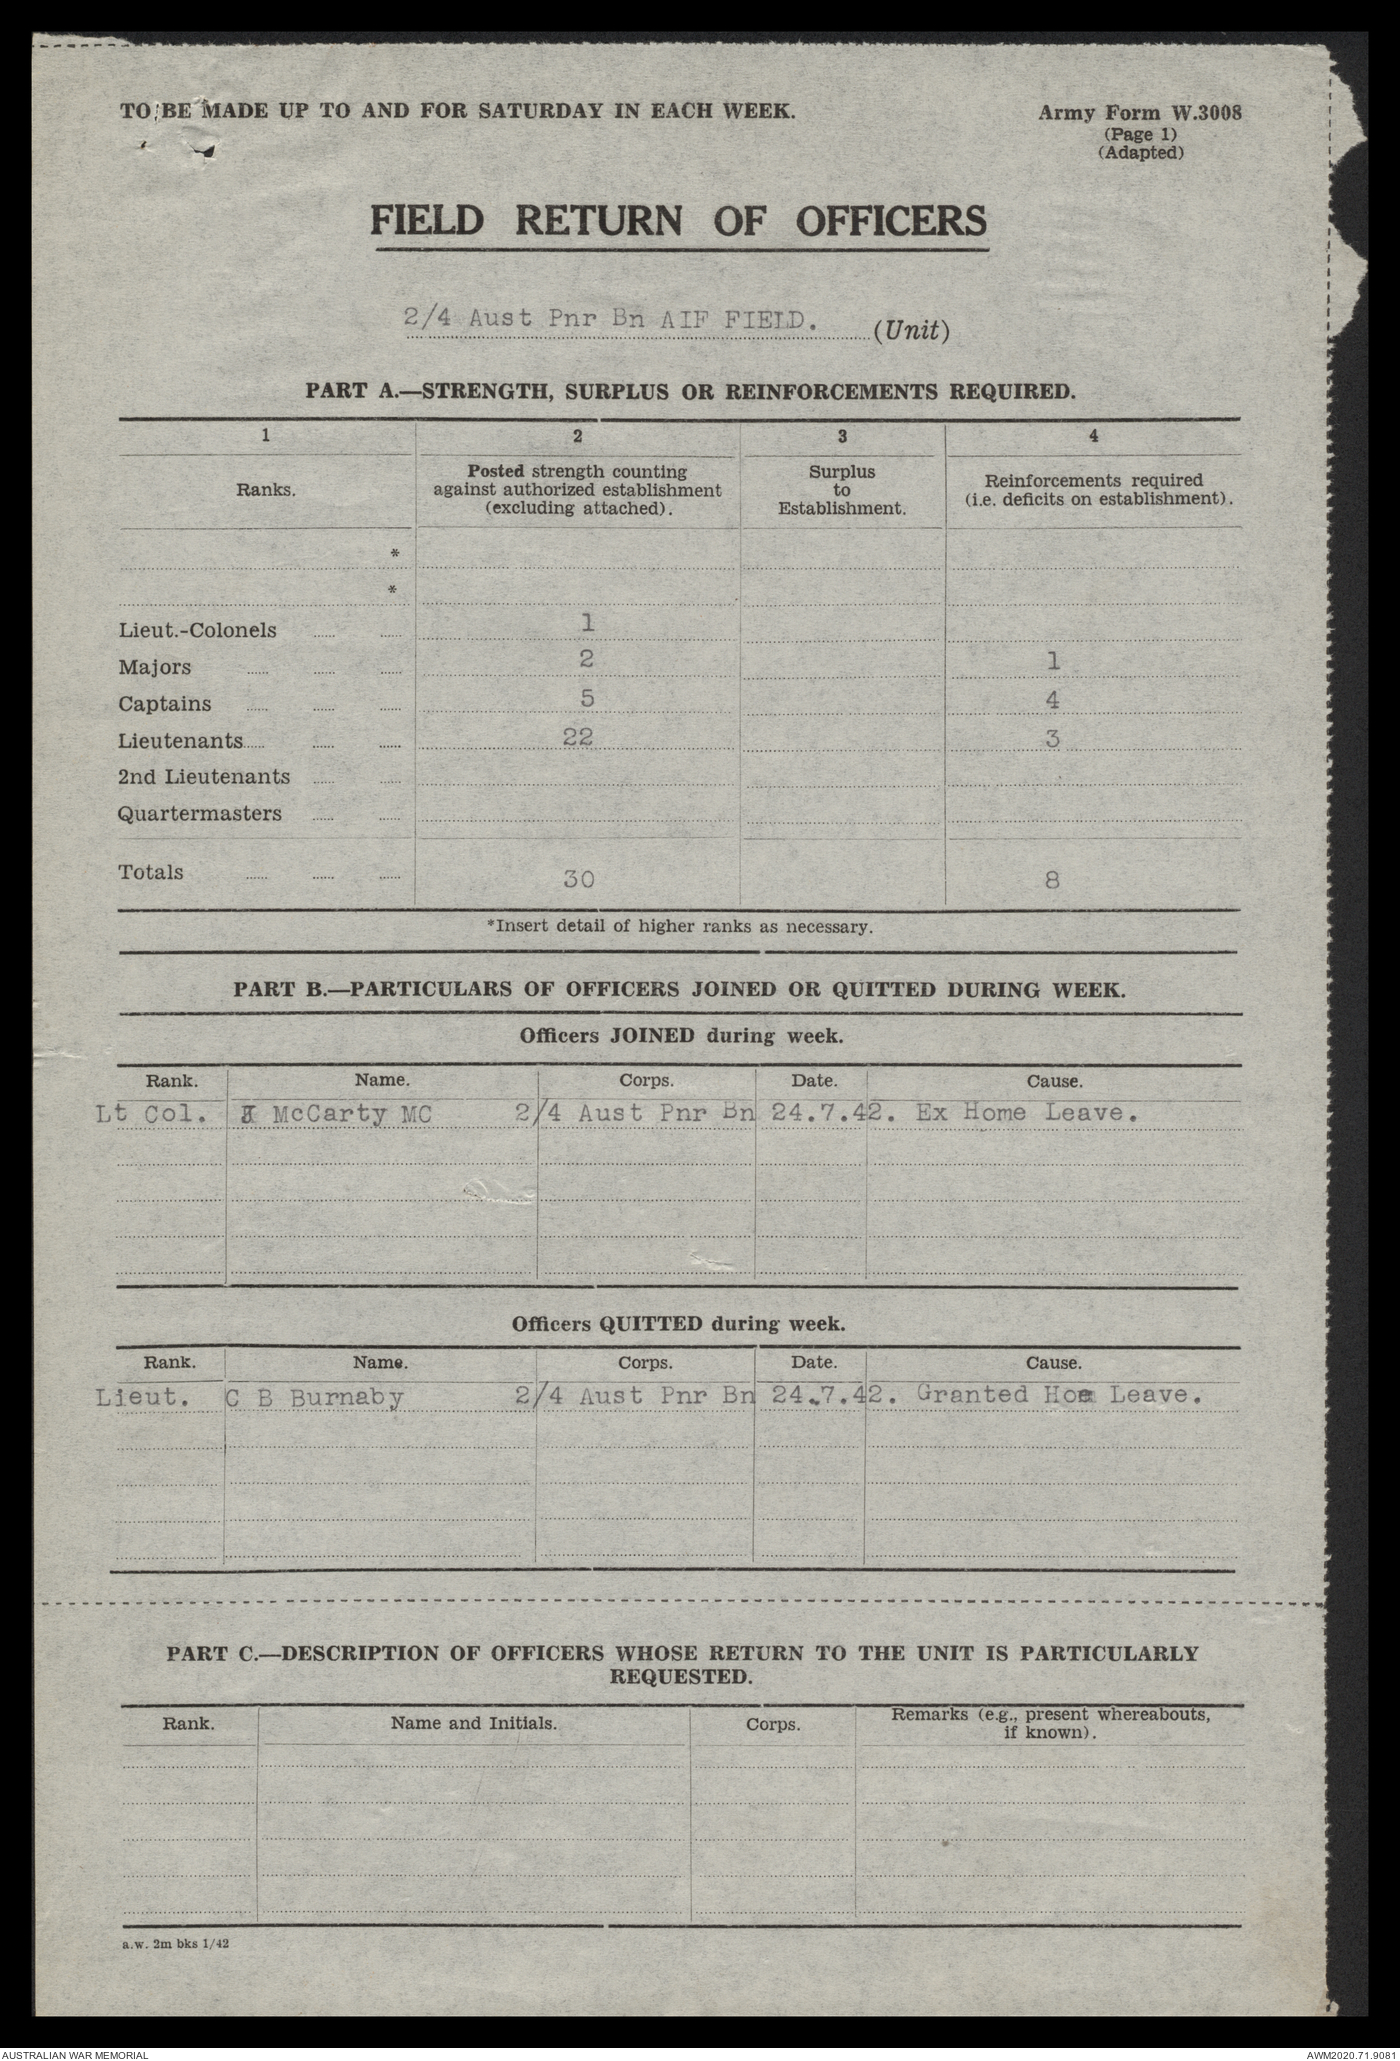 TO BE MADE UP TO AND FOR SATURDAY IN EACH WEEK.
Army Form W.3008
(Page 1)
(Adapted)
FIELD RETURN OF OFFICERS
2/4 Aust Pnr Bn AIF FIELD. (Unit)
PART A.—STRENGTH, SURPLUS OR REINFORCEMENTS REQUIRED.
1 2 3 4
Ranks. Posted strength counting against authorized establishment (excluding attached). Surplus to Establishment. Reinforcements required (i.e. deficits on establishment).
*
*
Lieut.-Colonels 1
Majors 2 1
Captains 5 4
Lieutenants 22 3
2nd Lieutenants
Quartermasters
Totals 30 8
*Insert detail of higher ranks as necessary.
PART B.—PARTICULARS OF OFFICERS JOINED OR QUITTED DURING WEEK.
Officers JOINED during week.
Rank. Name. Corps. Date. Cause.
Lt Col. McCarty MC 2/4 Aust Pnr Bn 24.7.42. Ex Home Leave.
Officers QUITTED during week.
Rank. Name. Corps. Date. Cause.
Lieut. C B Burnaby 2/4 Aust Pnr Bn 24.7.42. Granted Leave.
PART C.—DESCRIPTION OF OFFICERS WHOSE RETURN TO THE UNIT IS PARTICULARLY
REQUESTED.
Rank. Name and Initials. Corps. Remarks (e.g., present whereabouts, if known).
a.w. 2m bks 1/42
AUSTRALIAN WAR MEMORIAL
AWM2020.71.9081